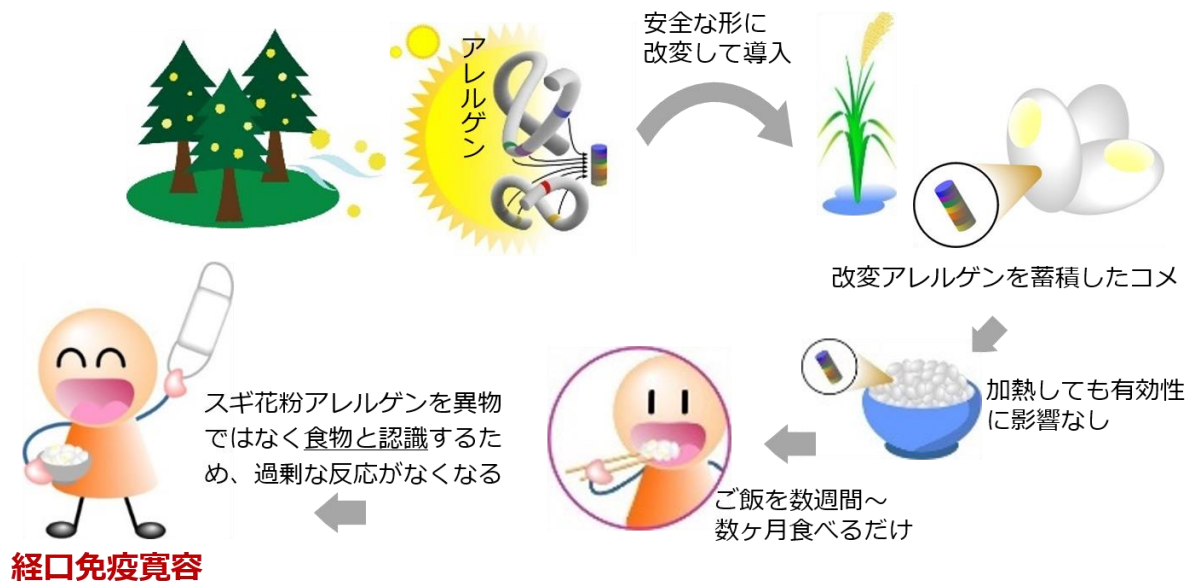 アレルゲン
安全な形に
改変して導入
改変アレルゲンを蓄積したコメ
加熱しても有効性
に影響なし
ご飯を数週間～
数ヶ月食べるだけ
スギ花粉アレルゲンを異物
ではなく食物と認識するた
め、過剰な反応がなくなる
経口免疫寛容